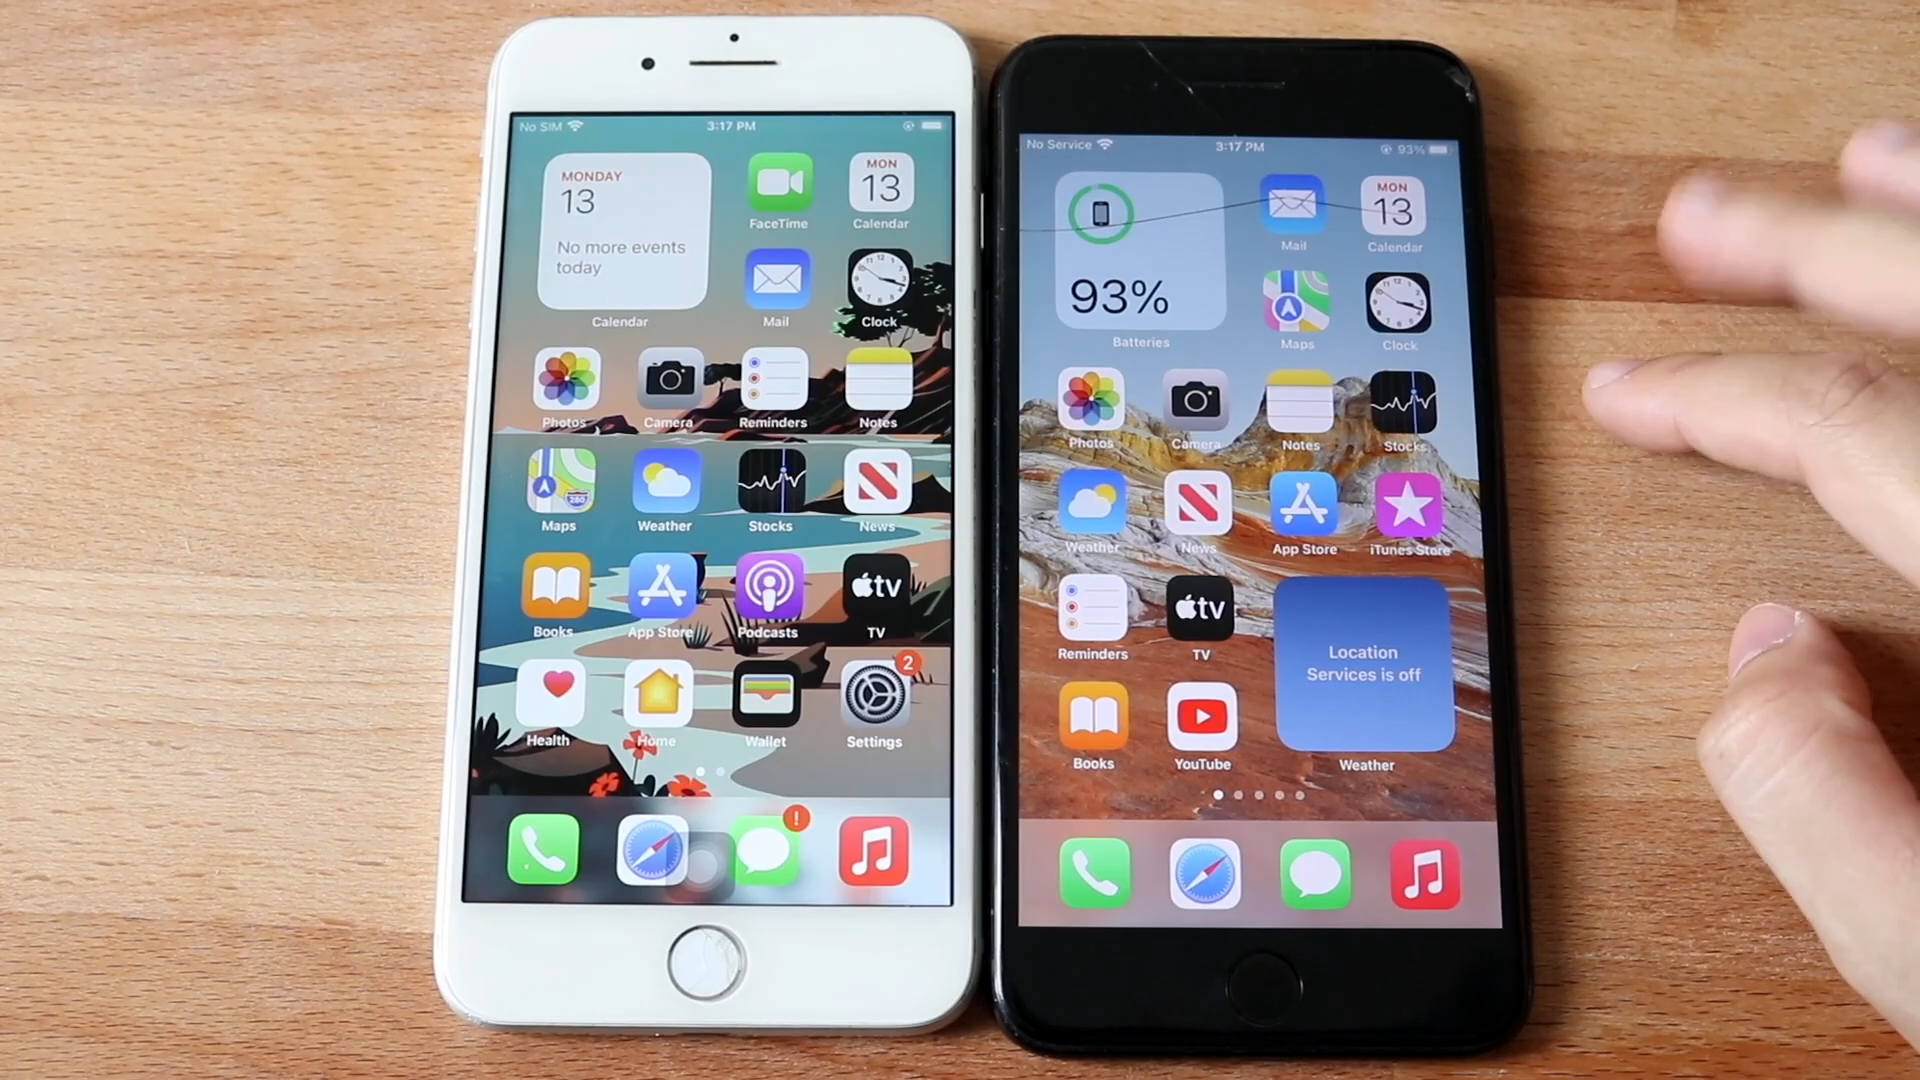 No SIM 3:17 PM
MONDAY
13
No more events
today
Calendar
FaceTime
MON
13
Calendar
Mail
Clock
Photos Camera Reminders Notes
280
Maps Weather Stocks News
tv
Books App Store Podcasts TV
2
Health Home Wallet Settings
!
No Service 3:17 PM 93%
93%
Batteries
Mail
MON
13
Calendar
Maps Clock
Photos Camera Notes Stocks
Weather News App Store iTunes Store
tv
Reminders TV
Location
Services is off
Books YouTube Weather